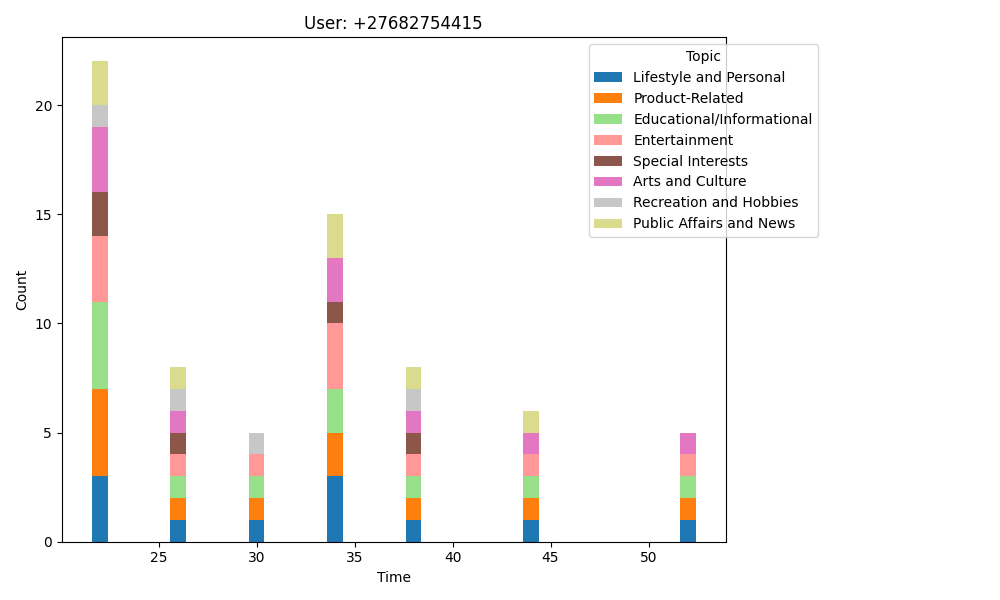 User: +27682754415
Topic
Lifestyle and Personal
Product-Related
Educational/Informational
Entertainment
Special Interests
Arts and Culture
Recreation and Hobbies
Public Affairs and News
Count
20
15
10
5
0
25 30 35 40 45 50
Time